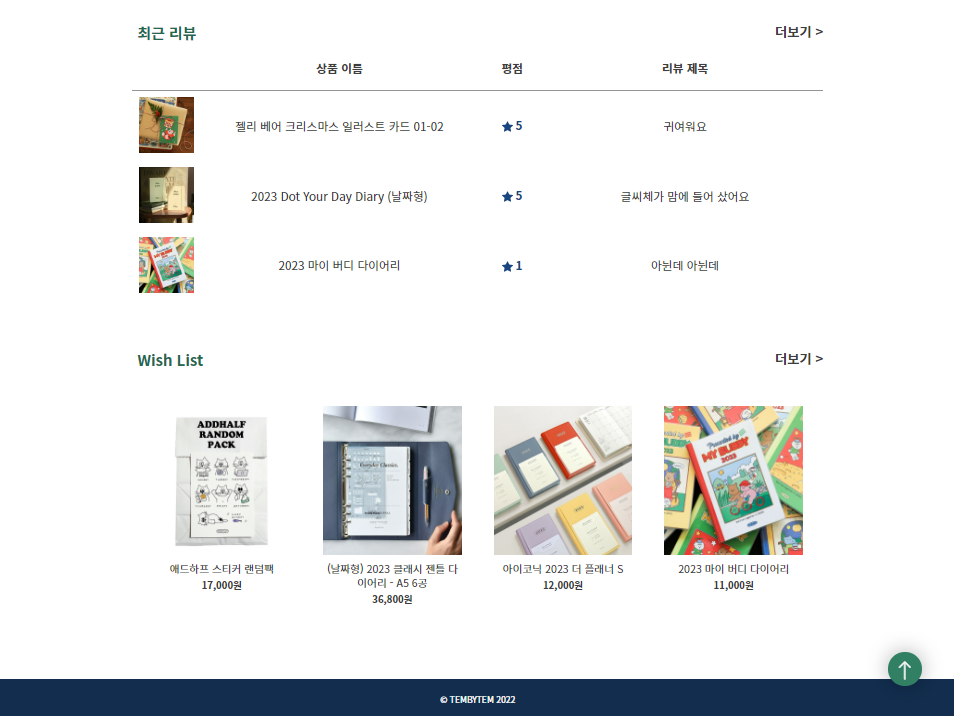 최근 리뷰
더보기 >
상품 이름 평점 리뷰 제목
젤리 베어 크리스마스 일러스트 카드 01-02 5 귀여워요
2023 Dot Your Day Diary (날짜형) 5 글씨체가 맘에 들어 샀어요
2023 마이 버디 다이어리 1 아뉜데 아뉜데
Wish List
더보기 >
ADDHALF
RANDOM
PACK
MY BUDDY
2023
애드하프 스티커 랜덤팩
17,000원
(날짜형) 2023 클래시 젠틀 다
이어리 - A5 6공
36,800원
아이코닉 2023 더 플래너 S
12,000원
2023 마이 버디 다이어리
11,000원
© TEMBYTEM 2022